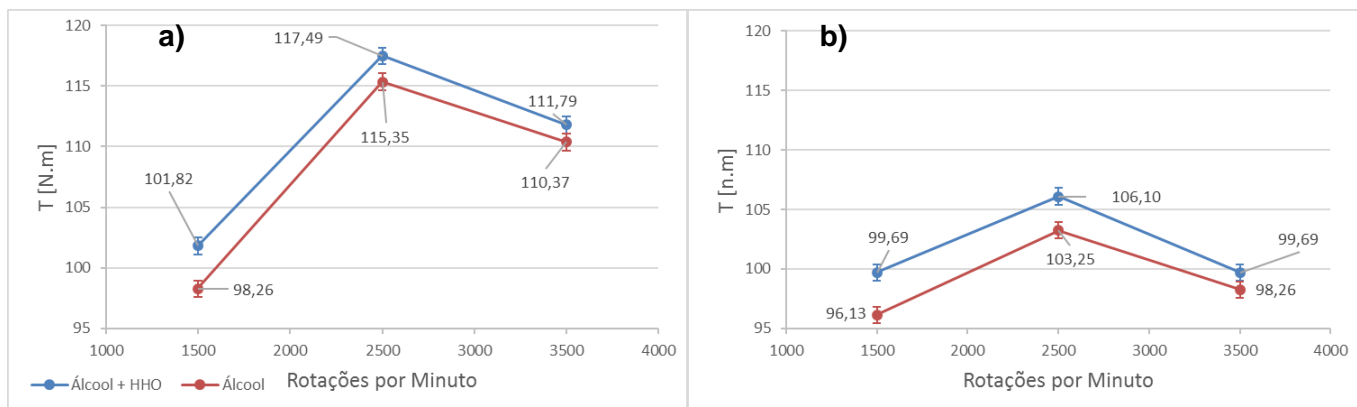 a)
120
115
110
105
100
95
T [N.m]
117,49
115,35
111,79
110,37
101,82
98,26
1000 1500 2000 2500 3000 3500 4000
Rotações por Minuto
Álcool + HHO Álcool
b)
120
115
110
105
100
95
T [n.m]
106,10
103,25
99,69
99,69
98,26
96,13
1000 1500 2000 2500 3000 3500 4000
Rotações por Minuto